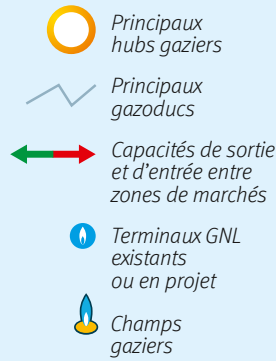 Principaux
hubs gaziers
Principaux
gazoducs
Capacités de sortie
et d’entrée entre
zones de marchés
Terminaux GNL
existants
ou en projet
Champs
gaziers